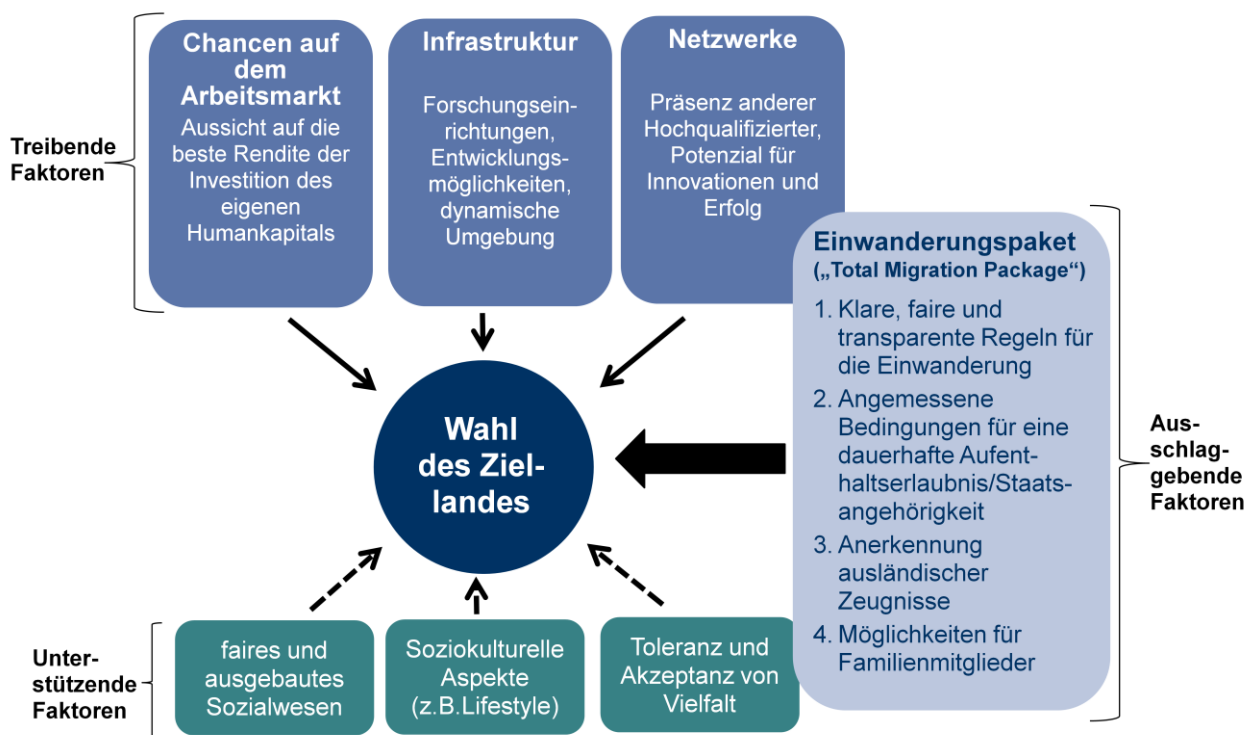 Treibende
Faktoren
Chancen auf
dem
Arbeitsmarkt
Aussicht auf die
beste Rendite der
Investition des
eigenen
Humankapitals
Infrastruktur
Forschungsein-
richtungen,
Entwicklungs-
möglichkeiten,
dynamische
Umgebung
Netzwerke
Präsenz anderer
Hochqualifizierter,
Potenzial für
Innovationen und
Erfolg
Einwanderungspaket
(„Total Migration Package“)
1. Klare, faire und
transparente Regeln für
die Einwanderung
2. Angemessene
Bedingungen für eine
dauerhafte Aufent-
haltserlaubnis/Staats-
angehörigkeit
3. Anerkennung
ausländischer
Zeugnisse
4. Möglichkeiten für
Familienmitglieder
Aus-
schlag-
gebende
Faktoren
Wahl
des Ziel-
landes
Unter-
stützende
Faktoren
faires und
ausgebautes
Sozialwesen
Soziokulturelle
Aspekte
(z.B.Lifestyle)
Toleranz und
Akzeptanz von
Vielfalt